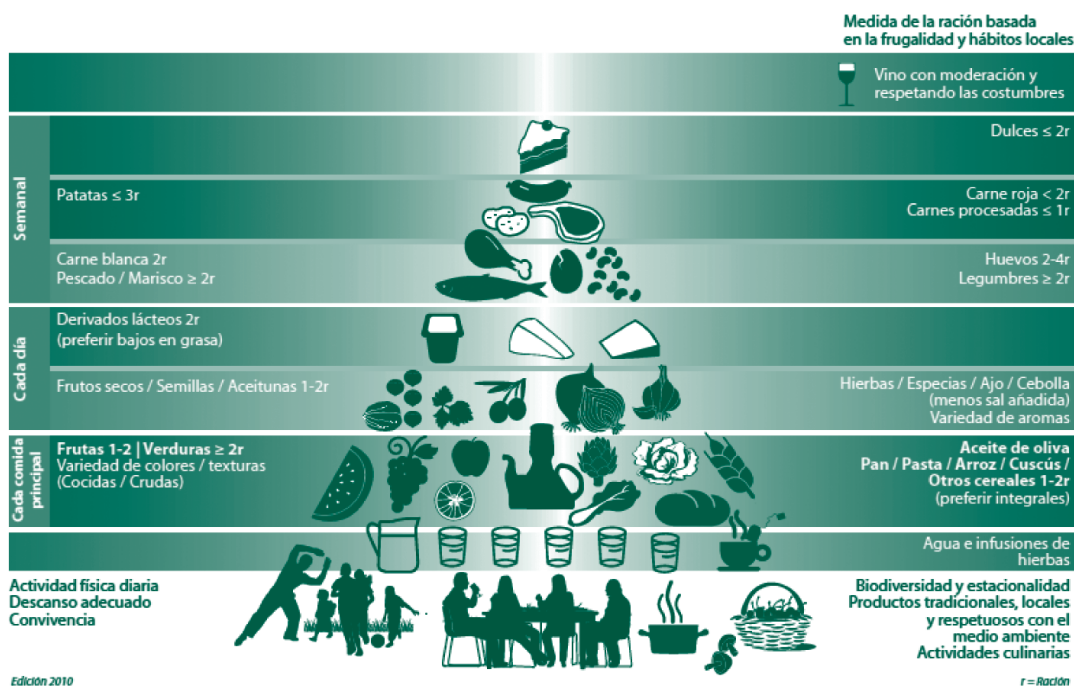 Medida de la ración basada
en la frugalidad y hábitos locales
Vino con moderación y
respetando las costumbres
Semanal
Dulces ≤ 2r
Patatas ≤ 3r
Carne roja < 2r
Carnes procesadas ≤ 1r
Carne blanca 2r
Pescado / Marisco ≥ 2r
Huevos 2-4r
Legumbres ≥ 2r
Cada día
Derivados lácteos 2r
(preferir bajos en grasa)
Frutos secos / Semillas / Aceitunas 1-2r
Hierbas / Especias / Ajo / Cebolla
(menos sal añadida)
Variedad de aromas
Cada comida
principal
Frutas 1-2 | Verduras ≥ 2r
Variedad de colores / texturas
(Cocidas / Crudas)
Aceite de oliva
Pan / Pasta / Arroz / Cuscús /
Otros cereales 1-2r
(preferir integrales)
Agua e infusiones de
hierbas
Actividad física diaria
Descanso adecuado
Convivencia
Biodiversidad y estacionalidad
Productos tradicionales, locales
y respetuosos con el
medio ambiente
Actividades culinarias
Edición 2010
r = Ración